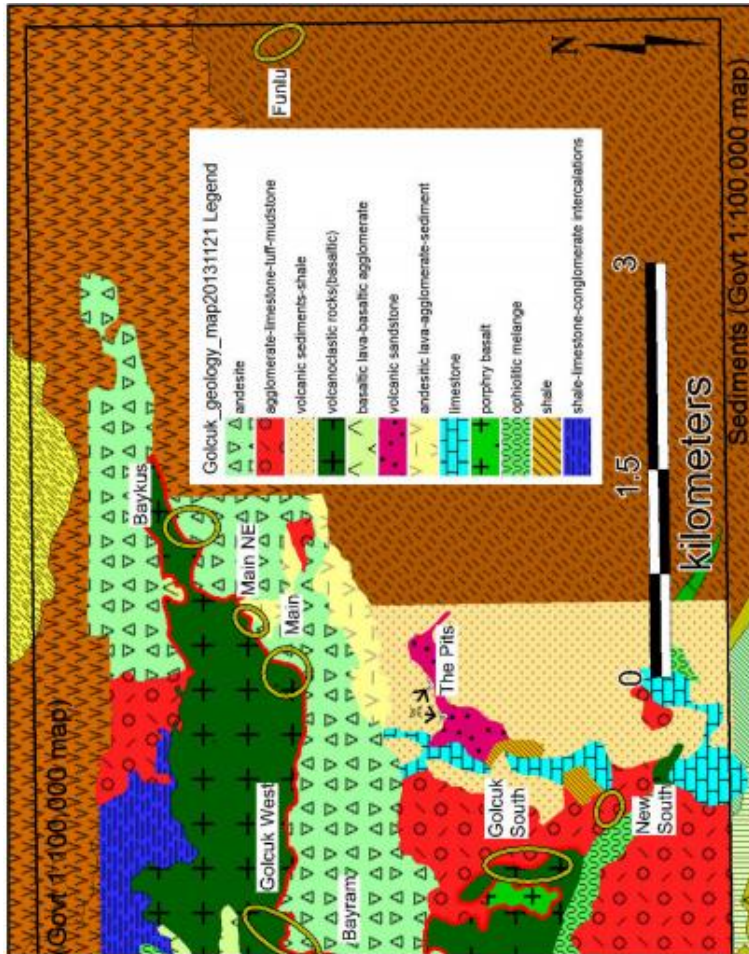 (Govt 1:100,000 map)
Funlu
N
Baykus
Main NE
Main
Golcuk West
Bayram
The Pits
Golcuk
South
New
South
Golcuk_geology_map20131121 Legend
andesite
agglomerate-limestone-tuff-mudstone
volcanic sediments-shale
volcanoclastic rocks(basaltic)
basaltic lava-basaltic agglomerate
volcanic sandstone
andesitic lava-agglomerate-sediment
limestone
porphry basalt
ophiolitic melange
shale
shale-limestone-conglomerate intercalations
0
1.5
3
kilometers
Sediments (Govt 1:100,000 map)